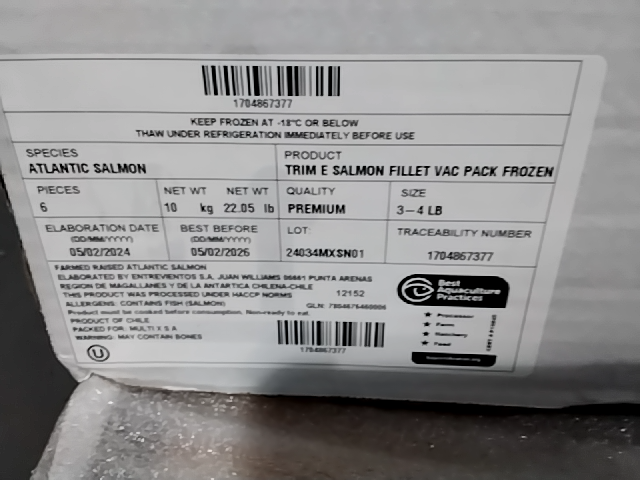 1704867377
KEEP FROZEN AT -18°C OR BELOW
THAW UNDER REFRIGERATION IMMEDIATELY BEFORE USE
SPECIES
ATLANTIC SALMON
PRODUCT
TRIM E SALMON FILLET VAC PACK FROZEN
PIECES
6
NET WT NET WT
10 kg 22.05 lb
QUALITY
PREMIUM
SIZE
3-4 LB
ELABORATION DATE
(DD/MM/YYYY)
05/02/2024
BEST BEFORE
(DD/MM/YYYY)
05/02/2026
LOT:
24034MXSN01
TRACEABILITY NUMBER
1704867377
FARMED RAISED ATLANTIC SALMON
ELABORATED BY ENTREVIENTOS S.A, JUAN WILLIAMS PUNTA ARENAS
REGION DE MAGALLANES Y DE LA ANTARTICA CHILENA-CHILE
THIS PRODUCT WAS PROCESSED UNDER HACCP NORMS 12152
ALLERGENS: CONTAINS FISH (SALMON) GLN:
Product must be cooked before consumption. Non-ready to eat.
PRODUCT OF CHILE
PACKED FOR: MULTI X S A
WARNING: MAY CONTAIN BONES
U
1704867377
Best
Aquaculture
Practices
★ Processor
★ Farm
★ Hatchery
★ Feed